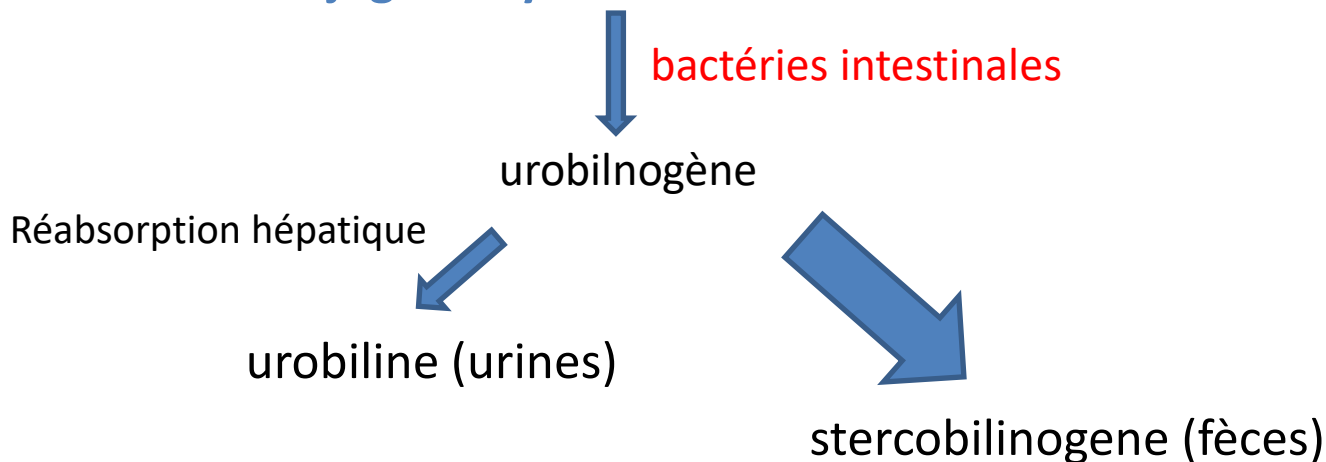 bactéries intestinales
urobilnogène
Réabsorption hépatique
urobiline (urines)
stercobilinogene (fèces)